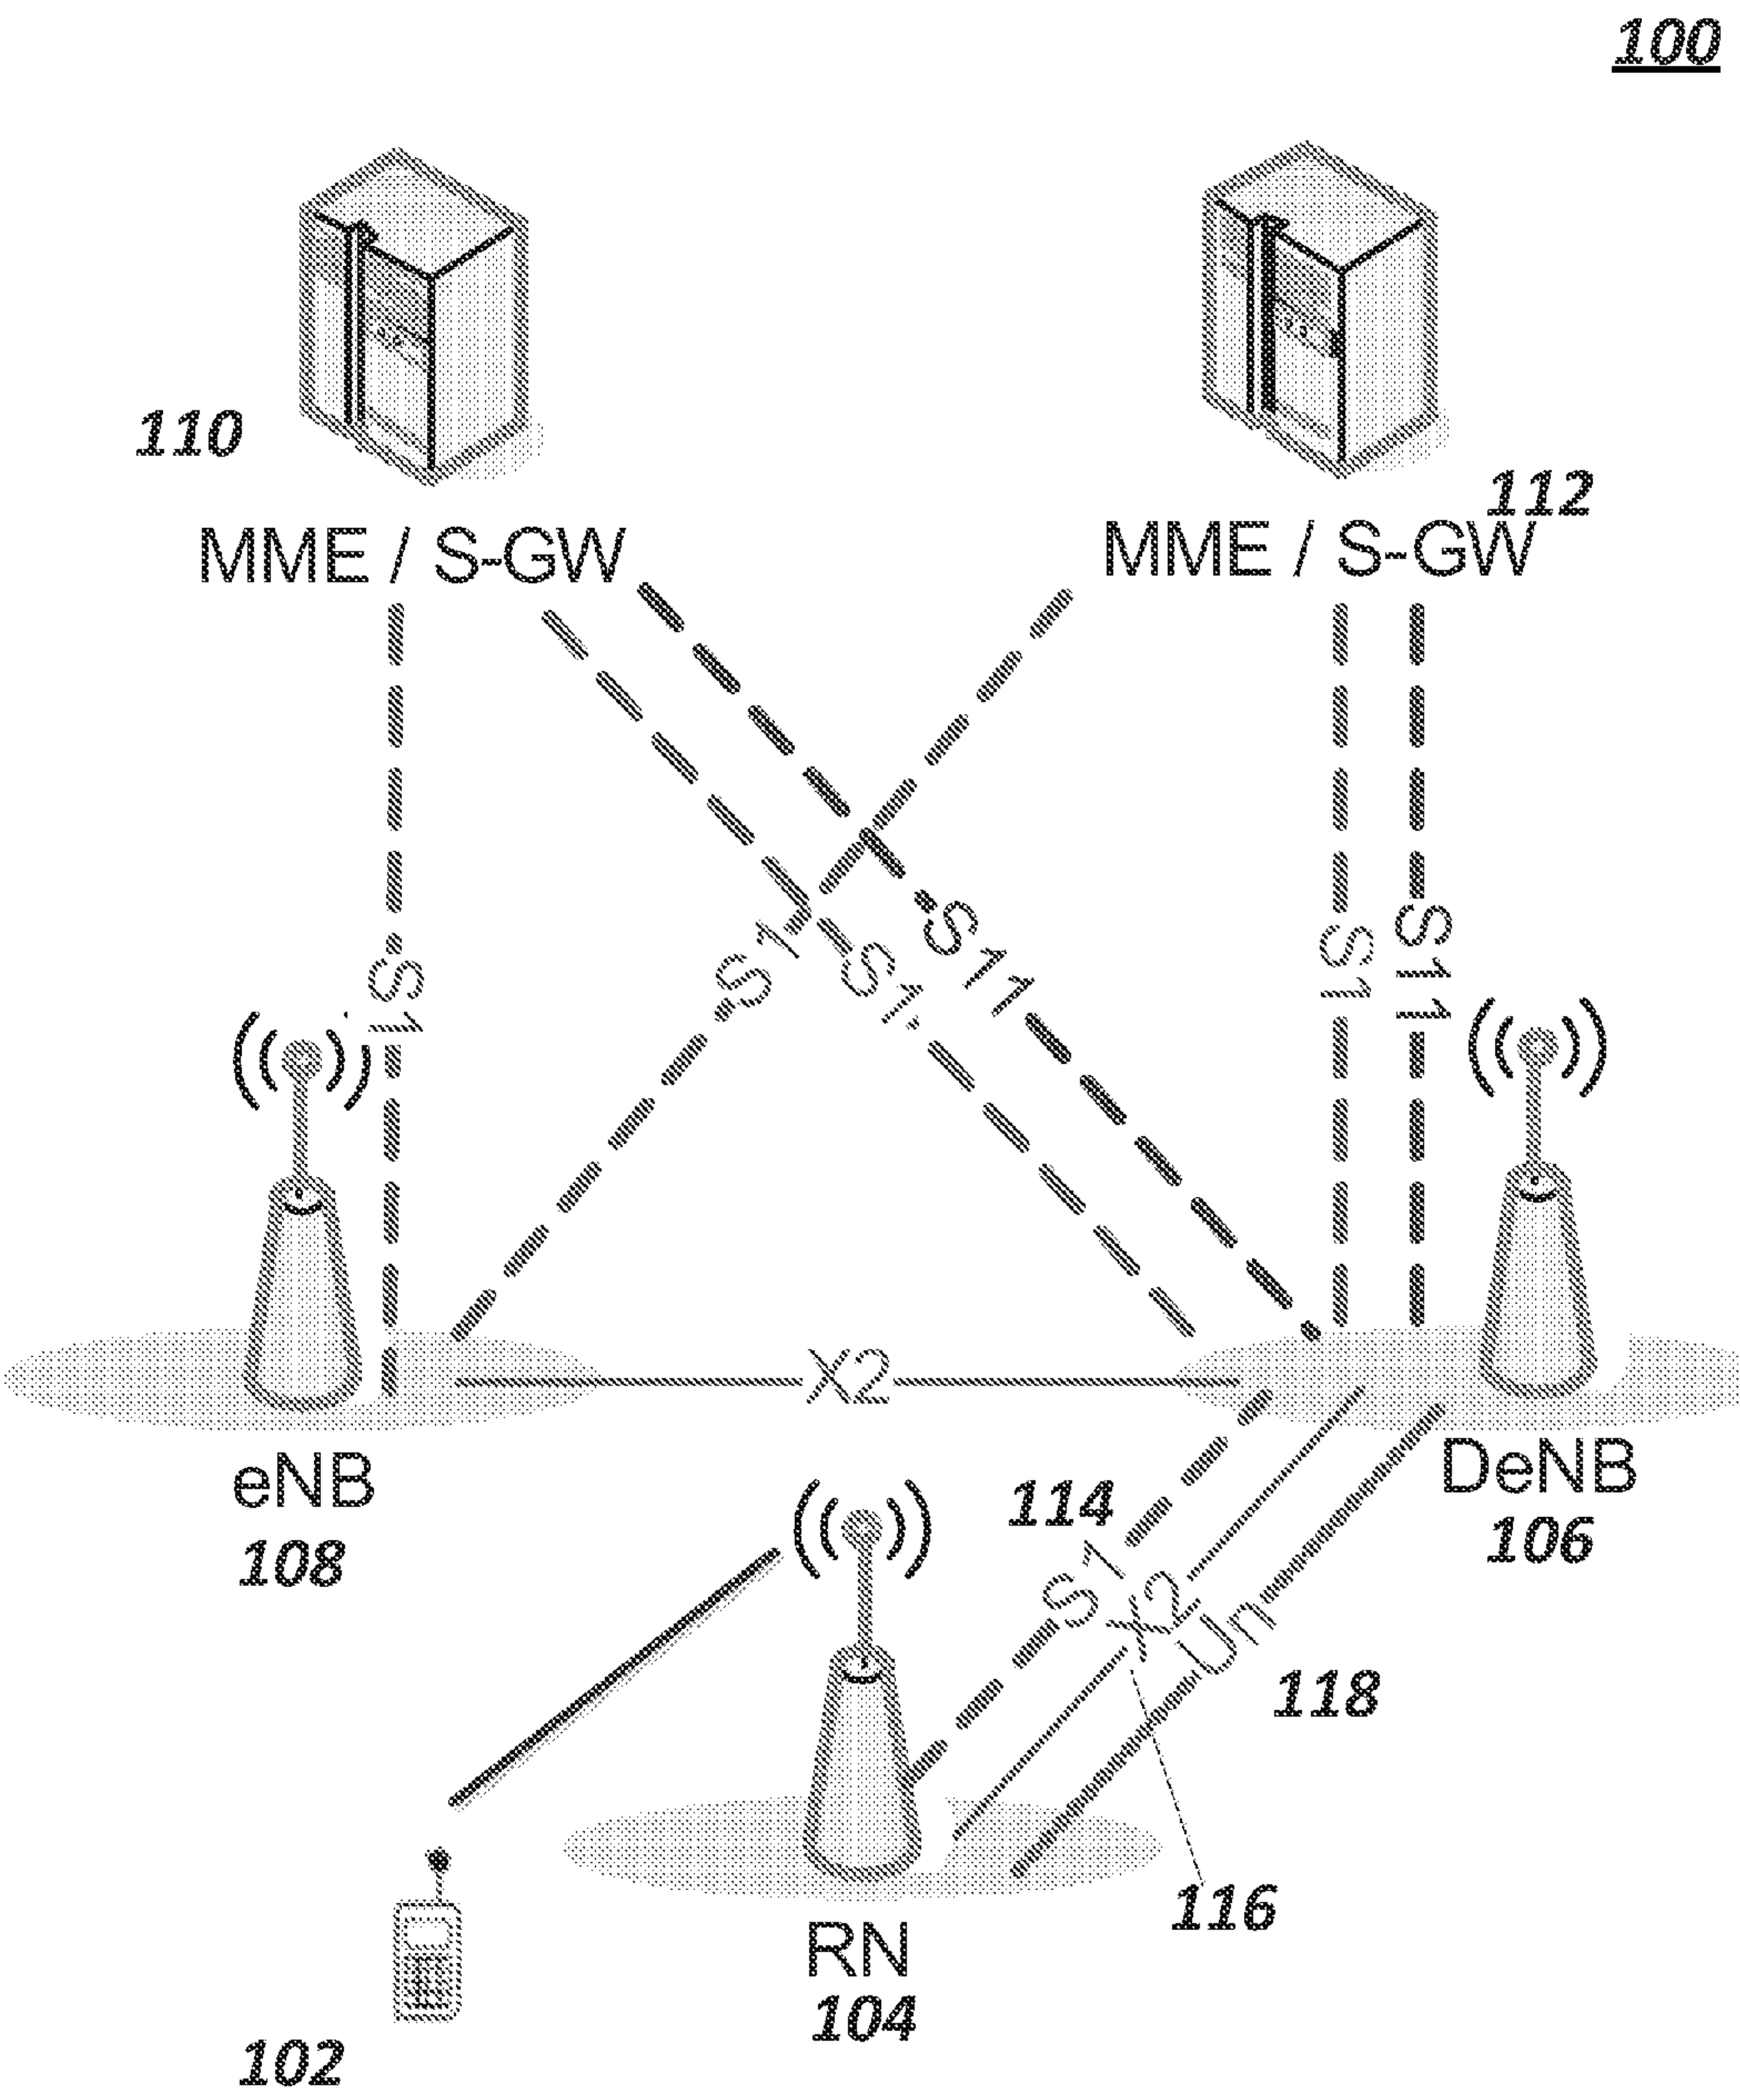 100
110
112
MME / S-GW
MME / S-GW
S1
S1
S1
S11
S1
S11
X2
eNB
108
DeNB
106
114
S1
X2
Un
118
116
RN
104
102